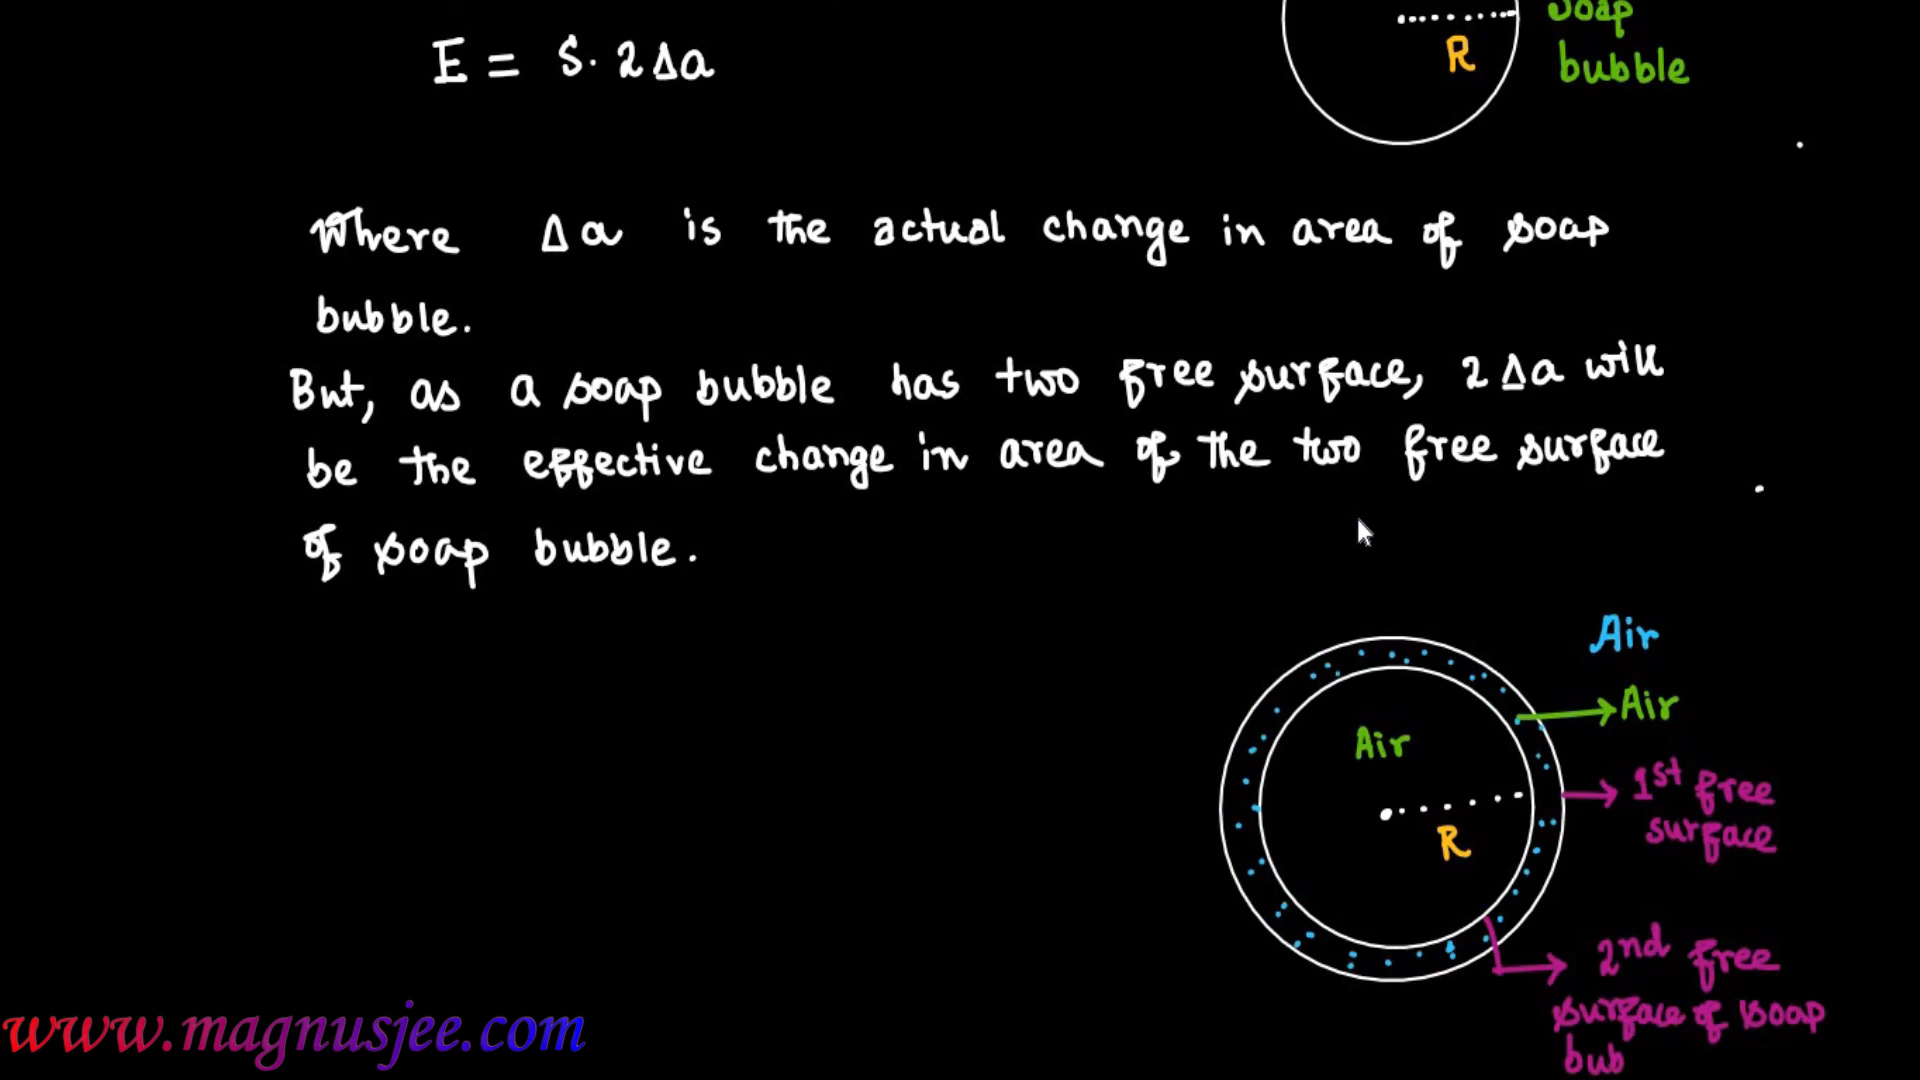 soap
E = S. 2Δa
R
bubble
Where Δa is the actual change in area of soap
bubble.
But, as a soap bubble has two free surface, 2Δa will
be the effective change in area of the two free surface
of soap bubble.
Air
Air
Air
1st free
surface
R
2nd free
surface of soap
bub
www.magnusjee.com